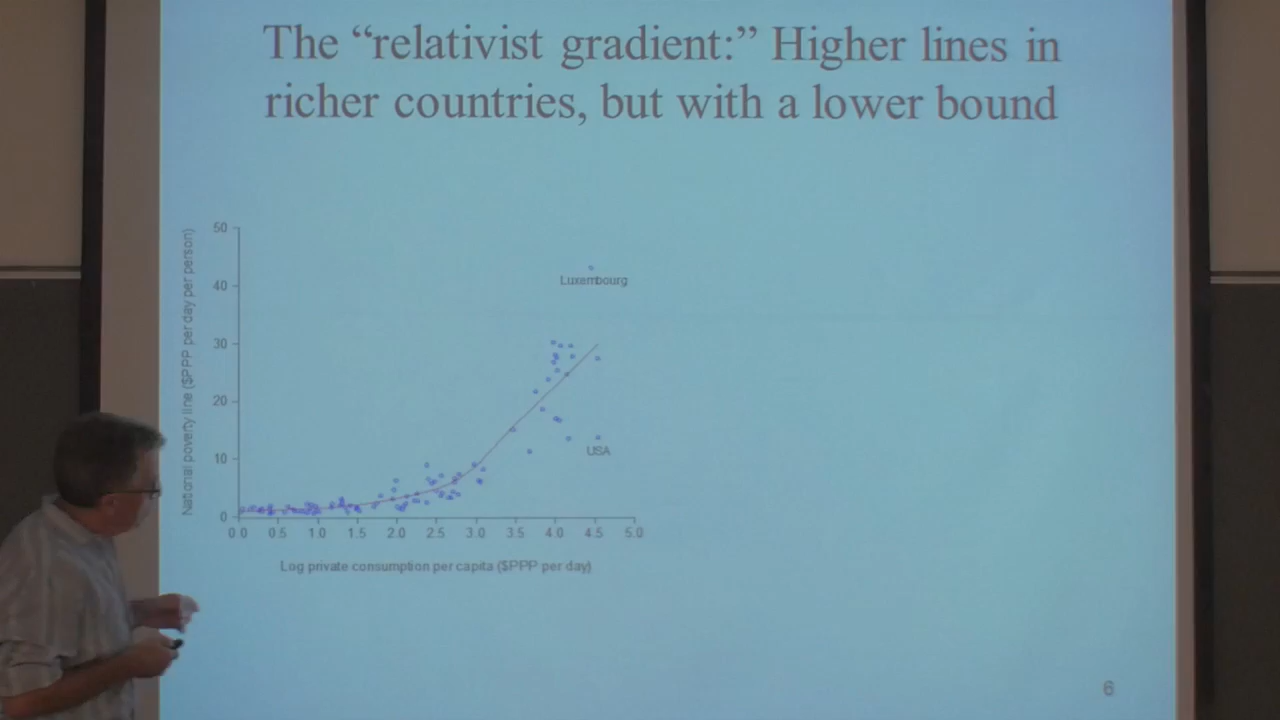 The “relativist gradient:” Higher lines in
richer countries, but with a lower bound
National poverty line ($PPP per day per person)
50
40
30
20
10
0
Luxembourg
USA
0.0 0.5 1.0 1.5 2.0 2.5 3.0 3.5 4.0 4.5 5.0
Log private consumption per capita ($PPP per day)
6